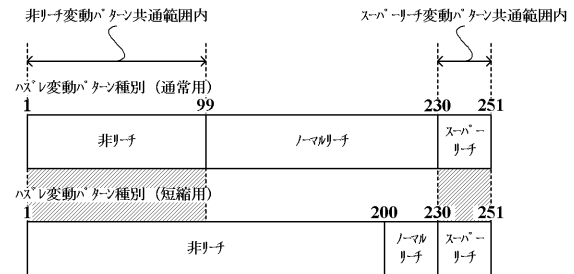 非リーチ変動パターン共通範囲内 スーパーリーチ変動パターン共通範囲内
ハズレ変動パターン種別（通常用）
1 99 230 251
非リーチ ノーマルリーチ スーパー
リーチ
ハズレ変動パターン種別（短縮用）
1 200 230 251
非リーチ ノーマル スーパー
リーチ リーチ